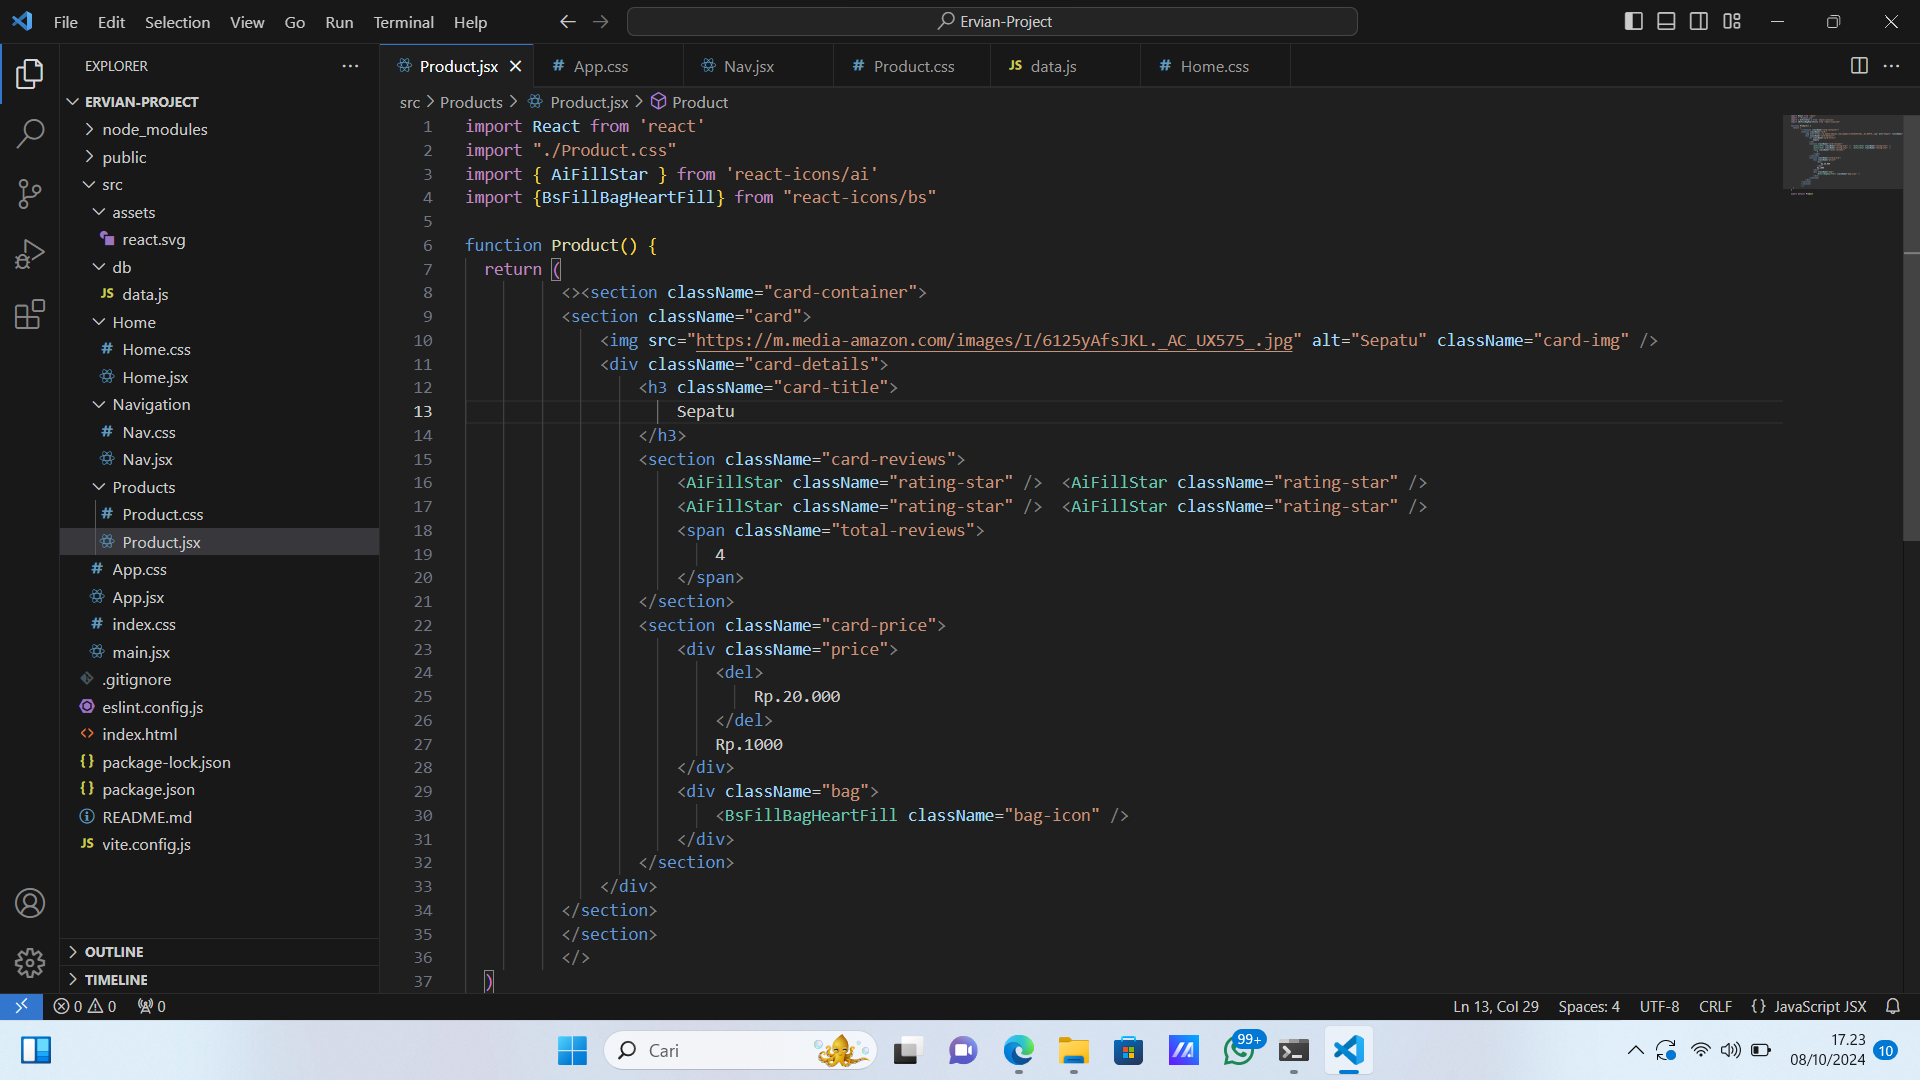 File Edit Selection View Go Run Terminal Help
Ervian-Project
EXPLORER
ERVIAN-PROJECT
node_modules
public
src
assets
react.svg
db
JS data.js
Home
# Home.css
Home.jsx
Navigation
# Nav.css
Nav.jsx
Products
# Product.css
Product.jsx
# App.css
App.jsx
# index.css
main.jsx
.gitignore
eslint.config.js
<> index.html
{} package-lock.json
{} package.json
README.md
JS vite.config.js
OUTLINE
TIMELINE
Product.jsx # App.css Nav.jsx # Product.css JS data.js # Home.css
src > Products > Product.jsx > Product
1 import React from 'react'
2 import "./Product.css"
3 import { AiFillStar } from 'react-icons/ai'
4 import {BsFillBagHeartFill} from "react-icons/bs"
5
6 function Product() {
7 return (
8 <><section className="card-container">
9 <section className="card">
10 <img src="https://m.media-amazon.com/images/I/6125yAfsJKL._AC_UX575_.jpg" alt="Sepatu" className="card-img" />
11 <div className="card-details">
12 <h3 className="card-title">
13 Sepatu
14 </h3>
15 <section className="card-reviews">
16 <AiFillStar className="rating-star" /> <AiFillStar className="rating-star" />
17 <AiFillStar className="rating-star" /> <AiFillStar className="rating-star" />
18 <span className="total-reviews">
19 4
20 </span>
21 </section>
22 <section className="card-price">
23 <div className="price">
24 <del>
25 Rp.20.000
26 </del>
27 Rp.1000
28 </div>
29 <div className="bag">
30 <BsFillBagHeartFill className="bag-icon" />
31 </div>
32 </section>
33 </div>
34 </section>
35 </section>
36 </>
37 )
0 0 0
Ln 13, Col 29 Spaces: 4 UTF-8 CRLF {} JavaScript JSX
Cari
99+
17.23
08/10/2024
10